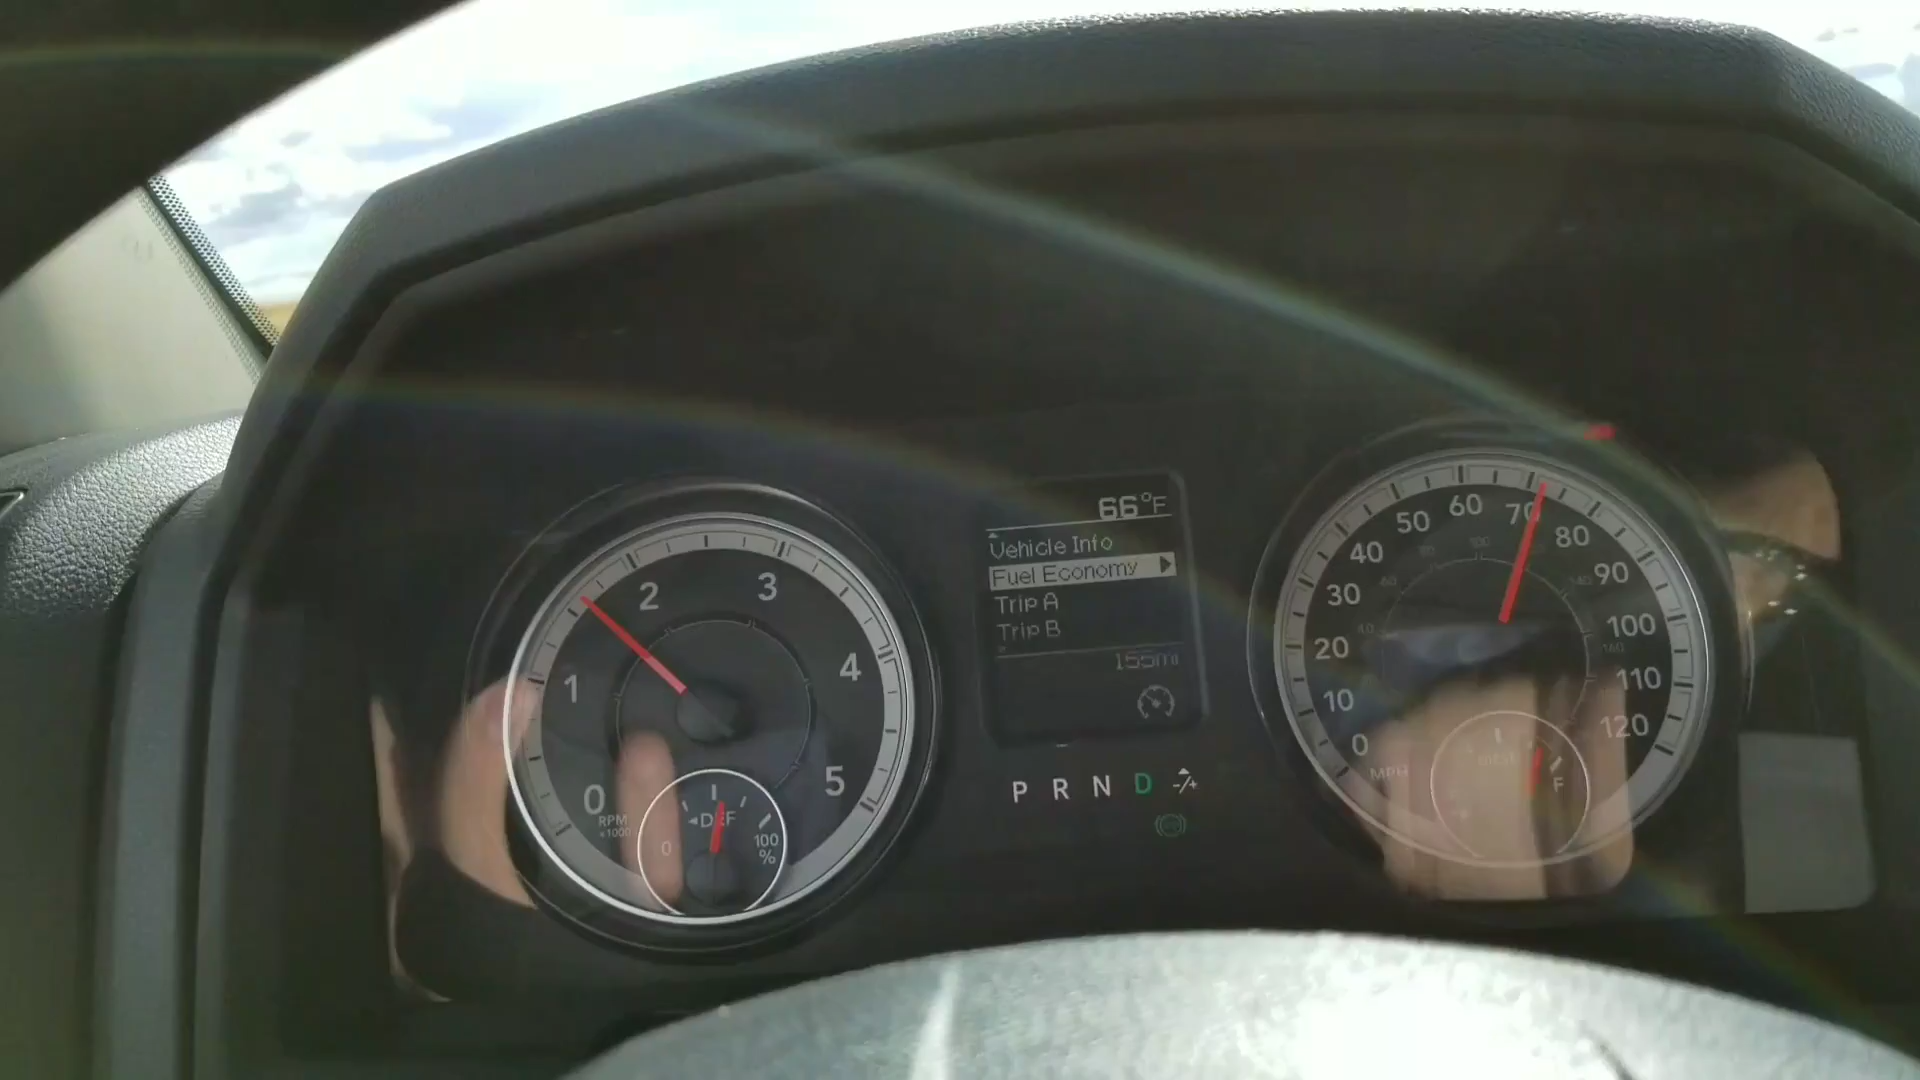 66°F
Vehicle Info
Fuel Economy
Trip A
Trip B
155mi
P R N D -/+
0 1 2 3 4 5
RPM
×1000
DEF
0
100
%
0 10 20 30 40 50 60 70 80 90 100 110 120
MPH
F